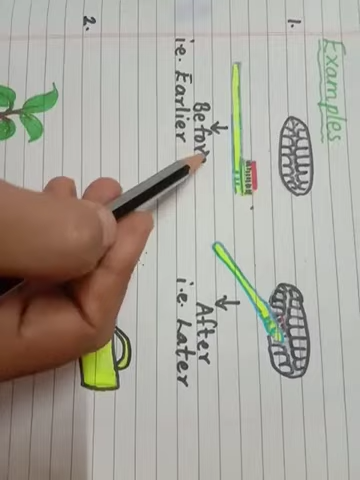 Examples
1.
Before
After
i.e. Earlier
i.e. Later
2.